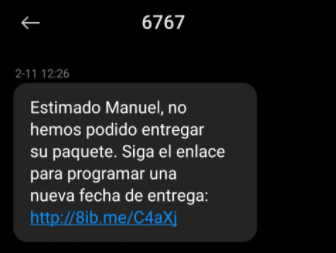 6767
2-11 12:26
Estimado Manuel, no
hemos podido entregar
su paquete. Siga el enlace
para programar una
nueva fecha de entrega:
http://8ib.me/C4aXj